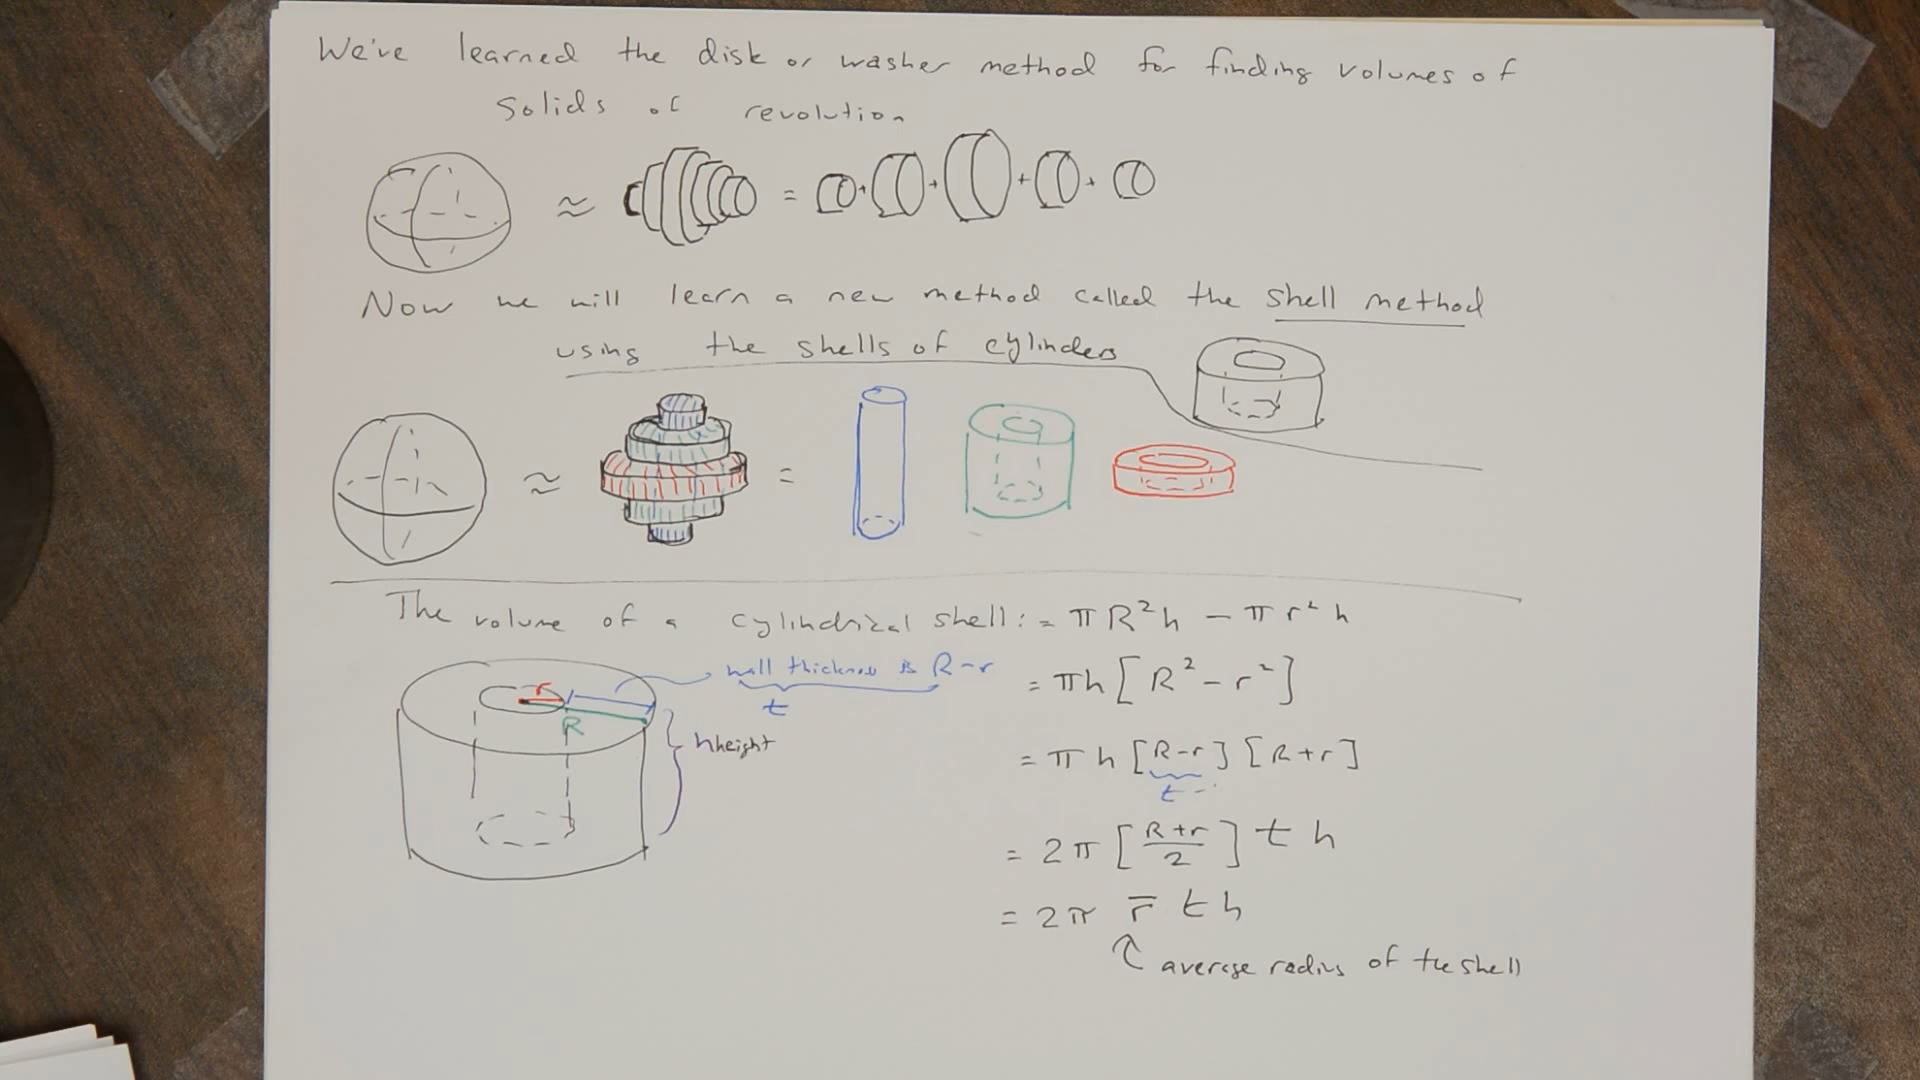 We've learned the disk or washer method for finding volumes of
solids of revolution
≈ = + + + +
Now we will learn a new method called the shell method
using the shells of cylinders
≈ =
The volume of a cylindrical shell: = πR²h − πr²h
wall thickness is R−r
t
r
R
h height
= πh[R²−r²]
= πh[R−r][R+r]
t
= 2π[(R+r)/2] t h
= 2π r̄ t h
average radius of the shell